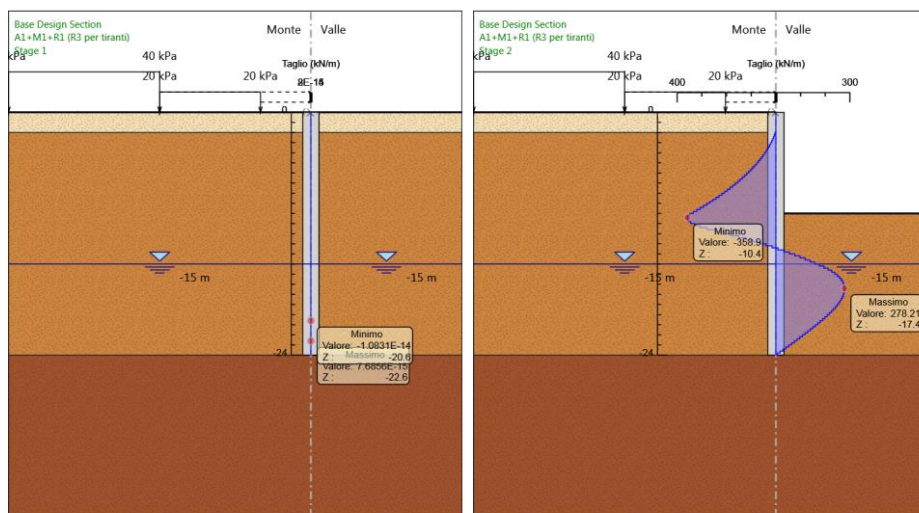 Base Design Section
A1+M1+R1 (R3 per tiranti)
Stage 1
Monte
Valle
kPa
40 kPa
Taglio (kN/m)
20 kPa
20 kPa
0
-15 m
-15 m
Minimo
Valore: -1.0831E-14
Z : -20.6
-24
Massimo
Valore: 7.6856E-15
Z : -22.6
Base Design Section
A1+M1+R1 (R3 per tiranti)
Stage 2
Monte
Valle
kPa
40 kPa
Taglio (kN/m)
20 kPa
20 kPa
400
300
0
Minimo
Valore: -358.9
Z : -10.4
-15 m
-15 m
Massimo
Valore: 278.21
Z : -17.4
-24